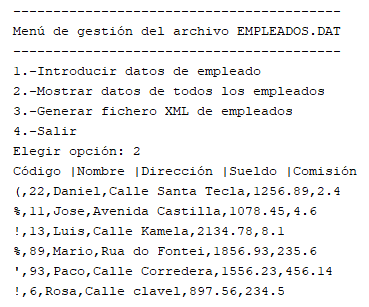 -----------------------------------------
Menú de gestión del archivo EMPLEADOS.DAT
-----------------------------------------
1.-Introducir datos de empleado
2.-Mostrar datos de todos los empleados
3.-Generar fichero XML de empleados
4.-Salir
Elegir opción: 2
Código |Nombre |Dirección |Sueldo |Comisión
(,22,Daniel,Calle Santa Tecla,1256.89,2.4
%,11,Jose,Avenida Castilla,1078.45,4.6
!,13,Luis,Calle Kamela,2134.78,8.1
%,89,Mario,Rua do Fontei,1856.93,235.6
',93,Paco,Calle Corredera,1556.23,456.14
!,6,Rosa,Calle clavel,897.56,234.5